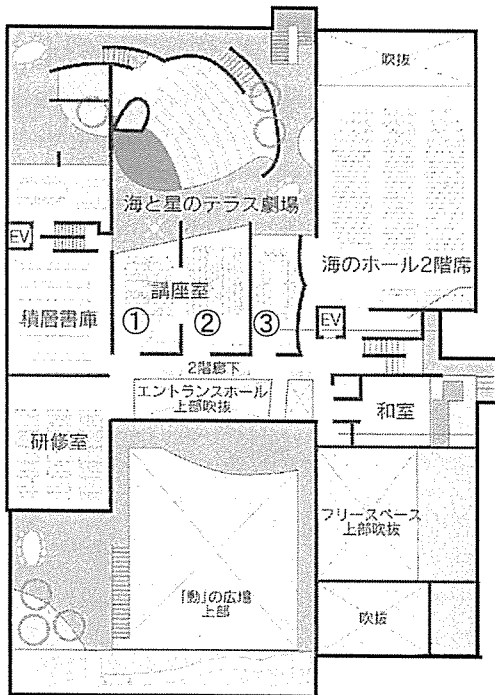 吹抜
海と星のテラス劇場
EV
海のホール2階席
講座室
積層書庫
①
②
③
EV
2階廊下
エントランスホール
上部吹抜
和室
研修室
フリースペース
上部吹抜
「動」の広場
上部
吹抜